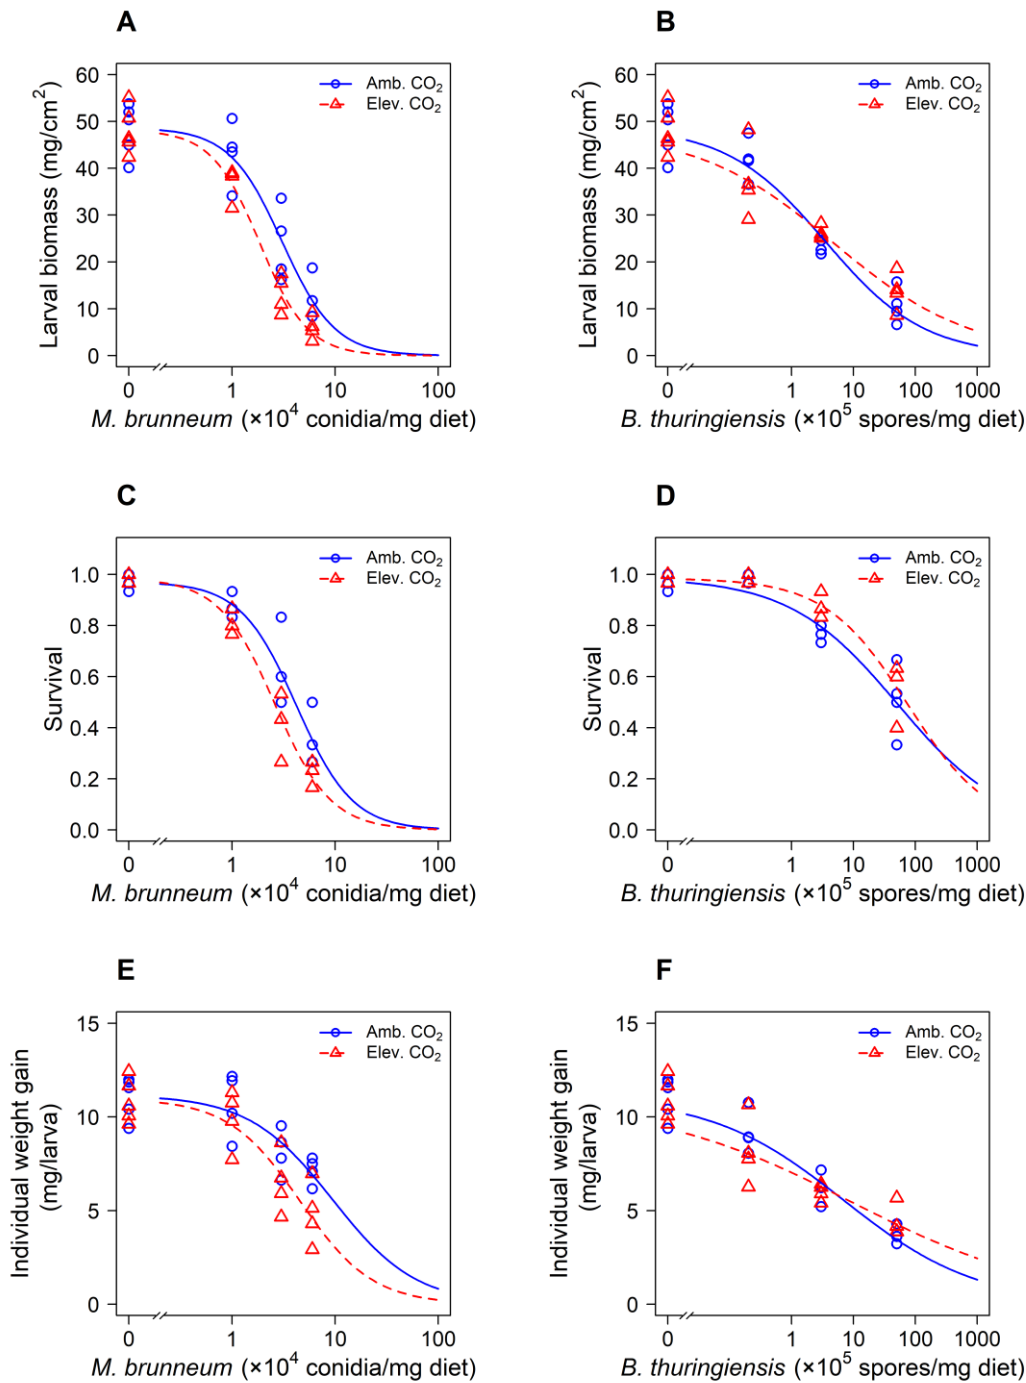 A
Larval biomass (mg/cm²)
60
50
40
30
20
10
0
Amb. CO₂
Elev. CO₂
0 1 10 100
M. brunneum (×10⁴ conidia/mg diet)
B
Larval biomass (mg/cm²)
60
50
40
30
20
10
0
Amb. CO₂
Elev. CO₂
0 1 10 100 1000
B. thuringiensis (×10⁵ spores/mg diet)
C
Survival
1.0
0.8
0.6
0.4
0.2
0.0
Amb. CO₂
Elev. CO₂
0 1 10 100
M. brunneum (×10⁴ conidia/mg diet)
D
Survival
1.0
0.8
0.6
0.4
0.2
0.0
Amb. CO₂
Elev. CO₂
0 1 10 100 1000
B. thuringiensis (×10⁵ spores/mg diet)
E
Individual weight gain
(mg/larva)
15
10
5
0
Amb. CO₂
Elev. CO₂
0 1 10 100
M. brunneum (×10⁴ conidia/mg diet)
F
Individual weight gain
(mg/larva)
15
10
5
0
Amb. CO₂
Elev. CO₂
0 1 10 100 1000
B. thuringiensis (×10⁵ spores/mg diet)